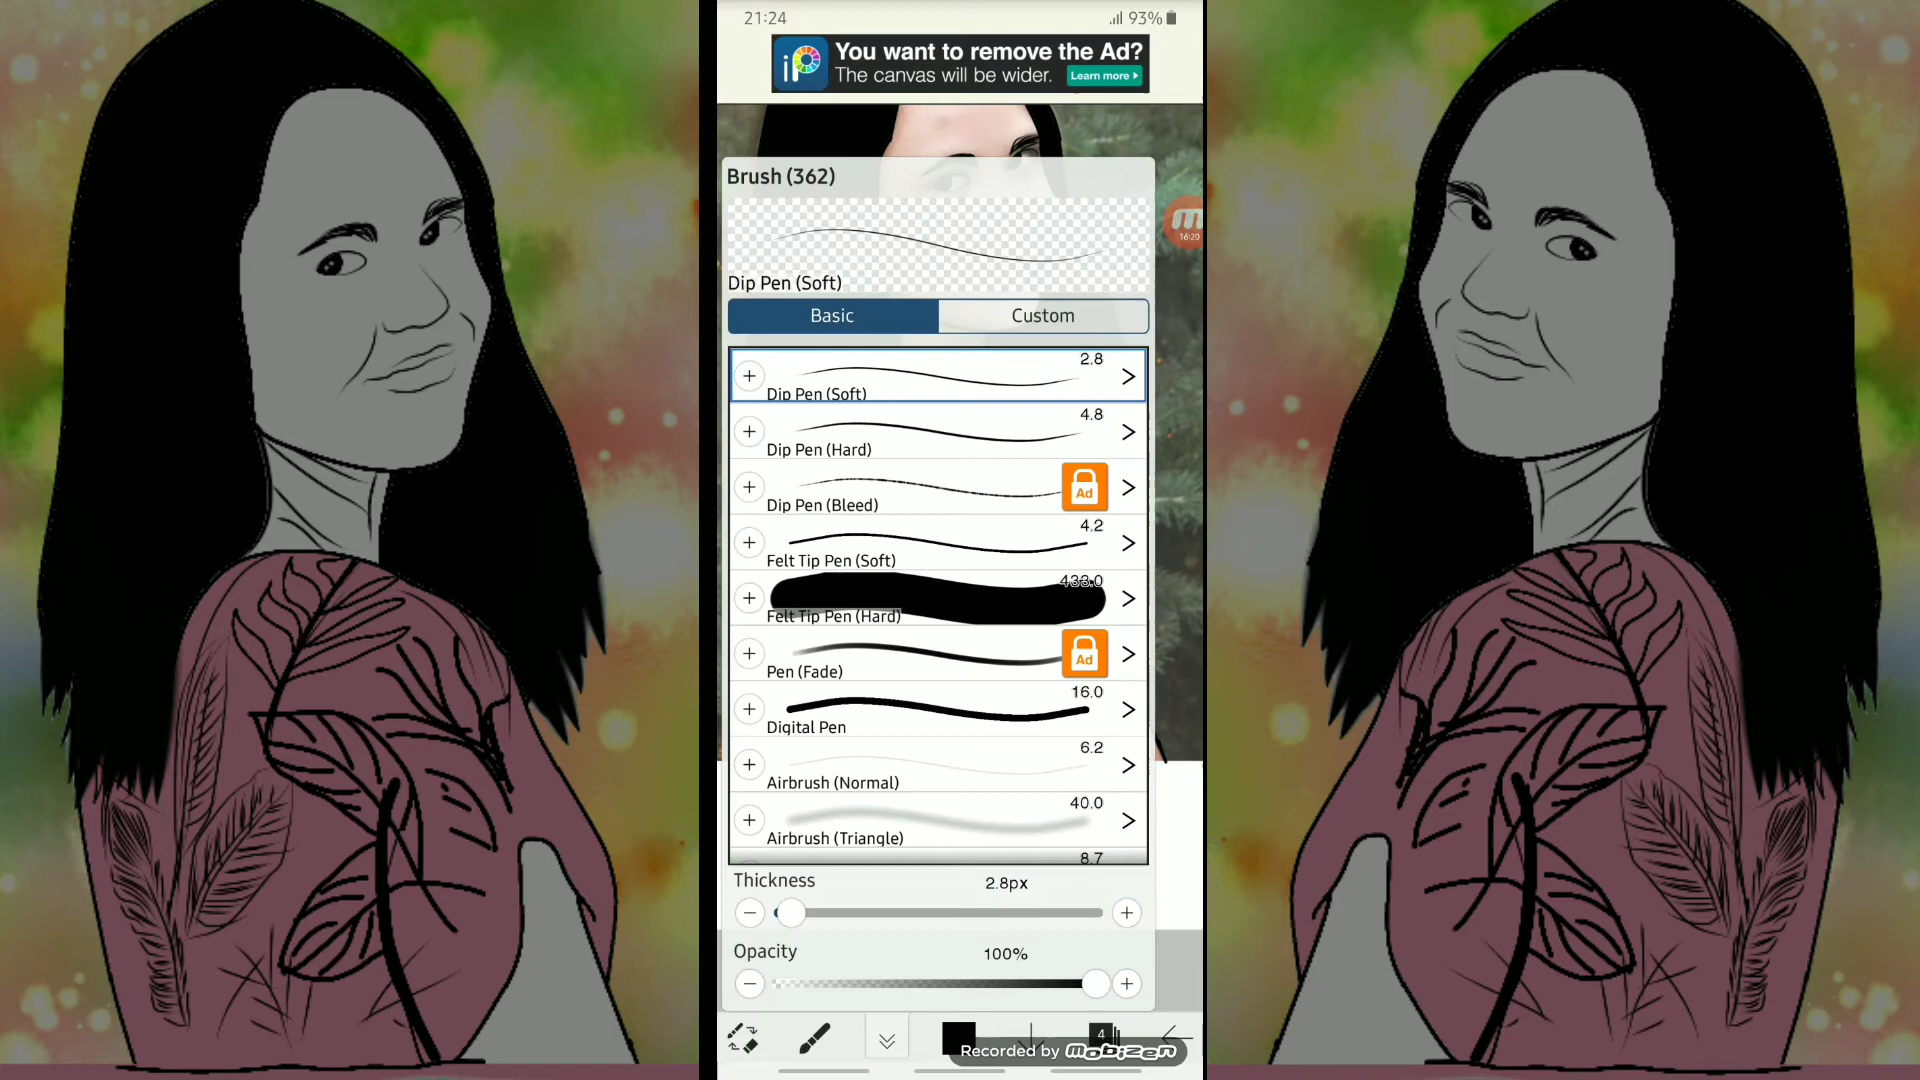 21:24
93%
iP
You want to remove the Ad?
The canvas will be wider.
Learn more
Brush (362)
16:20
Dip Pen (Soft)
Basic
Custom
2.8
Dip Pen (Soft)
4.8
Dip Pen (Hard)
Ad
Dip Pen (Bleed)
4.2
Felt Tip Pen (Soft)
433.0
Felt Tip Pen (Hard)
Ad
Pen (Fade)
16.0
Digital Pen
6.2
Airbrush (Normal)
40.0
Airbrush (Triangle)
8.7
Thickness
2.8px
Opacity
100%
4
Recorded by mobizen